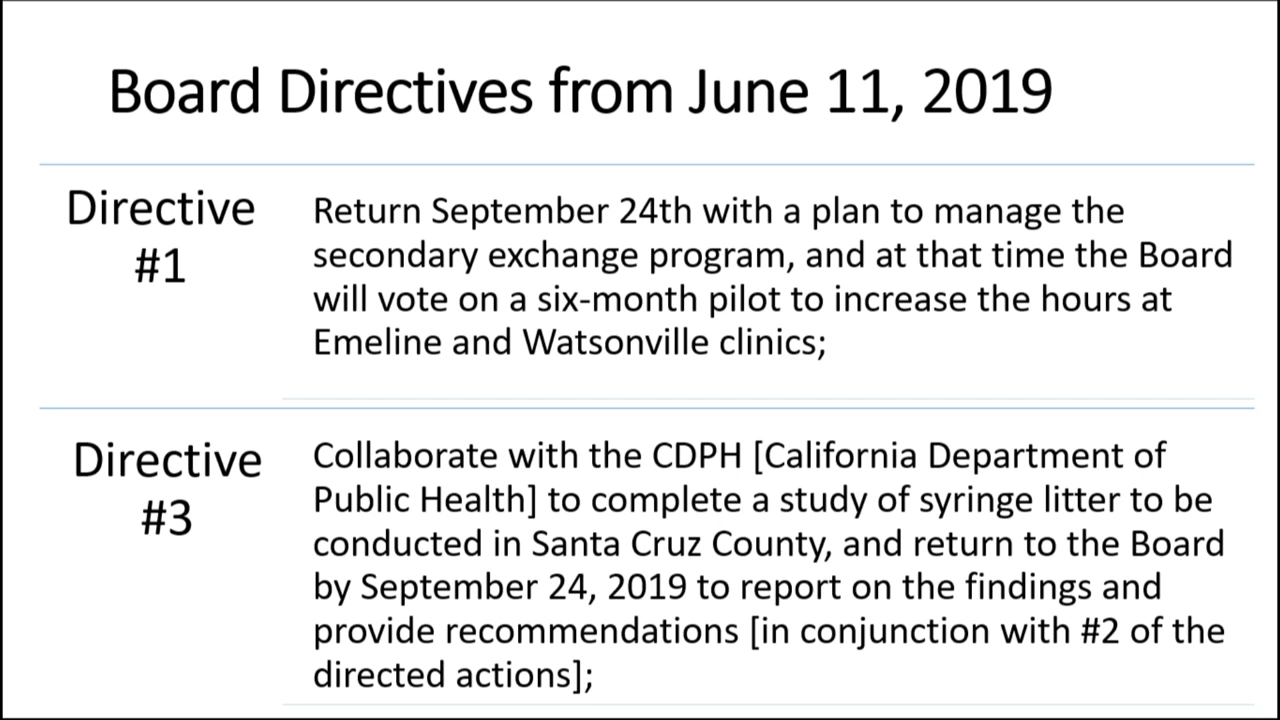 Board Directives from June 11, 2019
Directive
#1
Return September 24th with a plan to manage the
secondary exchange program, and at that time the Board
will vote on a six-month pilot to increase the hours at
Emeline and Watsonville clinics;
Directive
#3
Collaborate with the CDPH [California Department of
Public Health] to complete a study of syringe litter to be
conducted in Santa Cruz County, and return to the Board
by September 24, 2019 to report on the findings and
provide recommendations [in conjunction with #2 of the
directed actions];